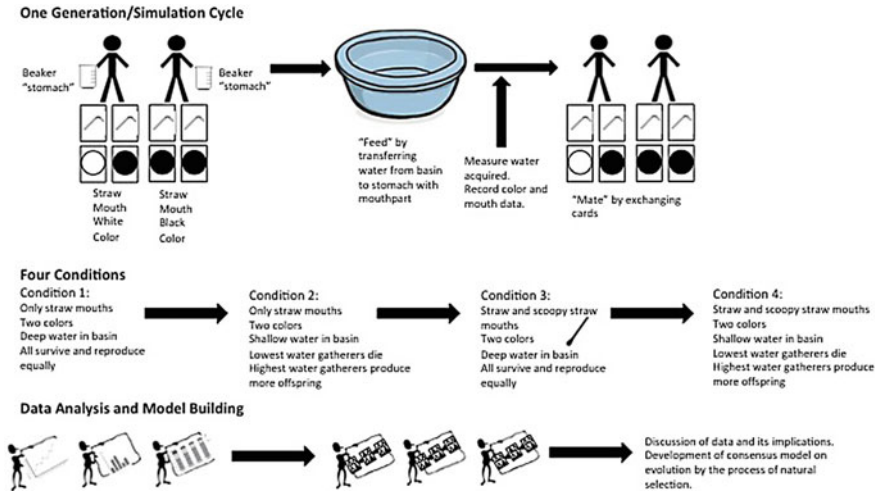 One Generation/Simulation Cycle
Beaker
"stomach"
Beaker
"stomach"
Straw
Mouth
White
Color
Straw
Mouth
Black
Color
"Feed" by
transferring
water from basin
to stomach with
mouthpart
Measure water
acquired.
Record color and
mouth data.
"Mate" by exchanging
cards
Four Conditions
Condition 1:
Only straw mouths
Two colors
Deep water in basin
All survive and reproduce
equally
Condition 2:
Only straw mouths
Two colors
Shallow water in basin
Lowest water gatherers die
Highest water gatherers produce
more offspring
Condition 3:
Straw and scoopy straw
mouths
Two colors
Deep water in basin
All survive and reproduce
equally
Condition 4:
Straw and scoopy straw mouths
Two colors
Shallow water in basin
Lowest water gatherers die
Highest water gatherers produce
more offspring
Data Analysis and Model Building
Discussion of data and its implications.
Development of consensus model on
evolution by the process of natural
selection.